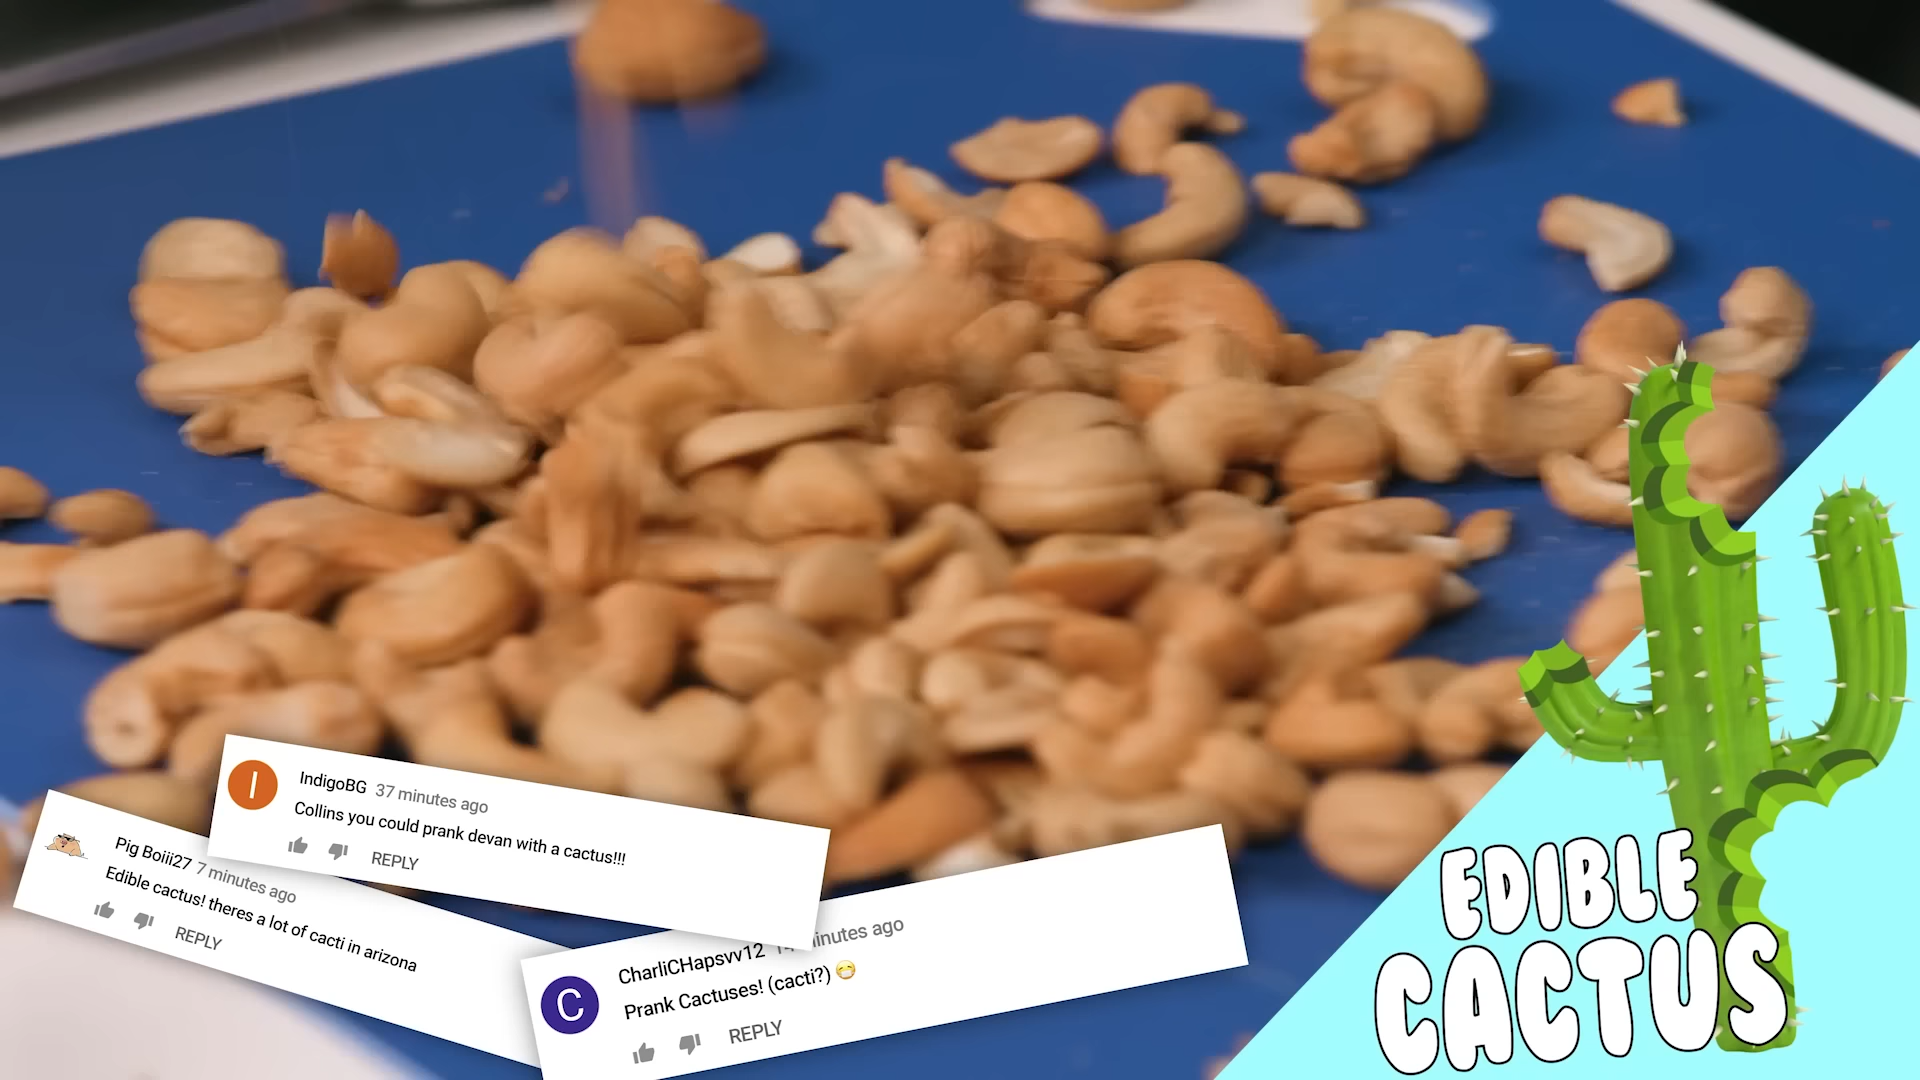 IndigoBG 37 minutes ago
Collins you could prank devan with a cactus!!!
REPLY
Pig Boiii27 7 minutes ago
Edible cactus! theres a lot of cacti in arizona
REPLY
CharliCHapsvv12 minutes ago
Prank Cactuses! (cacti?) 😷
REPLY
I
C
EDIBLE
CACTUS